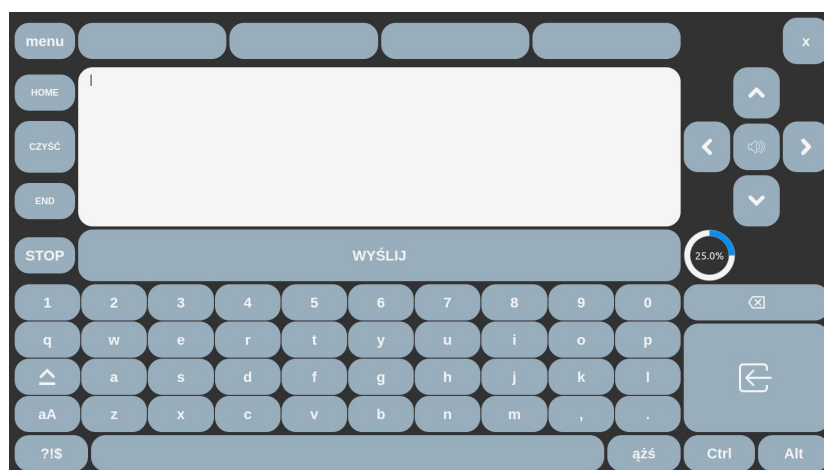 menu
x
HOME
CZYŚĆ
END
STOP
WYŚLIJ
25.0%
1 2 3 4 5 6 7 8 9 0
q w e r t y u i o p
a s d f g h j k l
aA z x c v b n m , .
?!$ ąźś Ctrl Alt